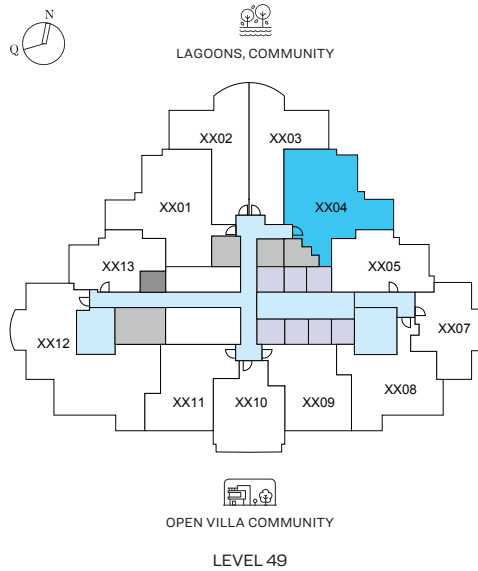 N
Q
LAGOONS, COMMUNITY
XX02
XX03
XX01
XX04
XX13
XX05
XX12
XX07
XX08
XX11
XX10
XX09
OPEN VILLA COMMUNITY
LEVEL 49